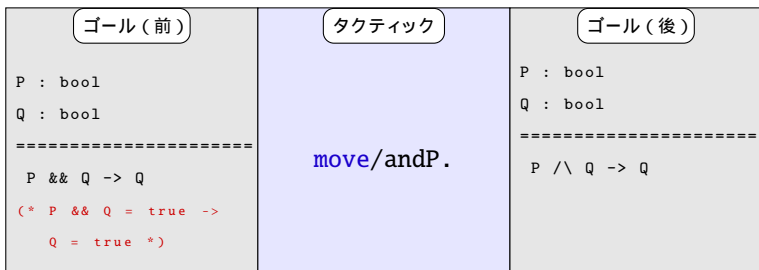 ゴール(前)
P : bool
Q : bool
======================
P && Q -> Q
(* P && Q = true ->
Q = true *)
タクティック
move/andP.
ゴール(後)
P : bool
Q : bool
======================
P /\ Q -> Q